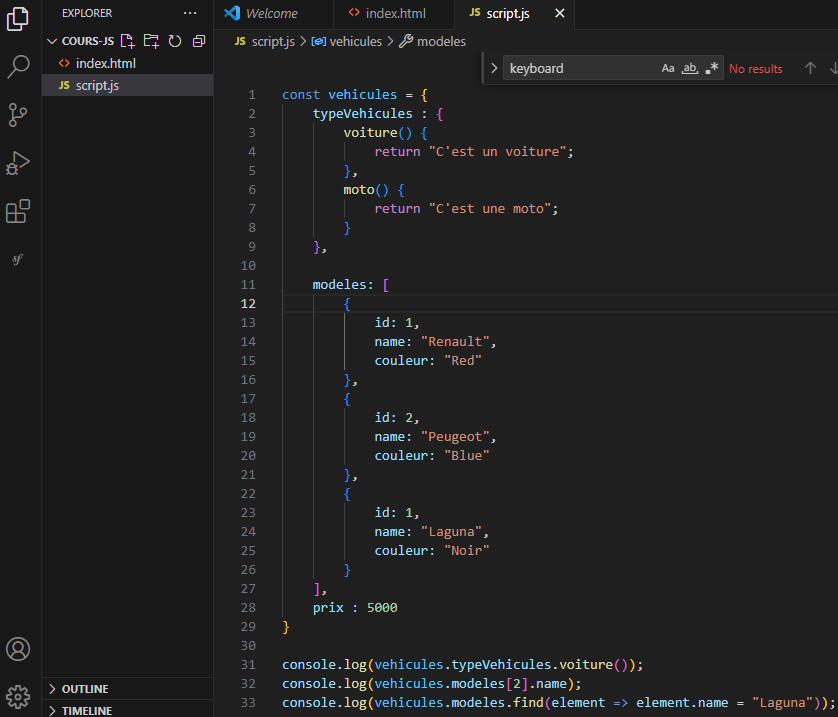 EXPLORER ···
Welcome <> index.html JS script.js ×
COURS-JS
JS script.js > vehicules > modeles
<> index.html
JS script.js
keyboard Aa ab .* No results
1 const vehicules = {
2 typeVehicules : {
3 voiture() {
4 return "C'est un voiture";
5 },
6 moto() {
7 return "C'est une moto";
8 }
9 },
10
11 modeles: [
12 {
13 id: 1,
14 name: "Renault",
15 couleur: "Red"
16 },
17 {
18 id: 2,
19 name: "Peugeot",
20 couleur: "Blue"
21 },
22 {
23 id: 1,
24 name: "Laguna",
25 couleur: "Noir"
26 }
27 ],
28 prix : 5000
29 }
30
31 console.log(vehicules.typeVehicules.voiture());
32 console.log(vehicules.modeles[2].name);
33 console.log(vehicules.modeles.find(element => element.name = "Laguna"));
sf
OUTLINE
TIMELINE